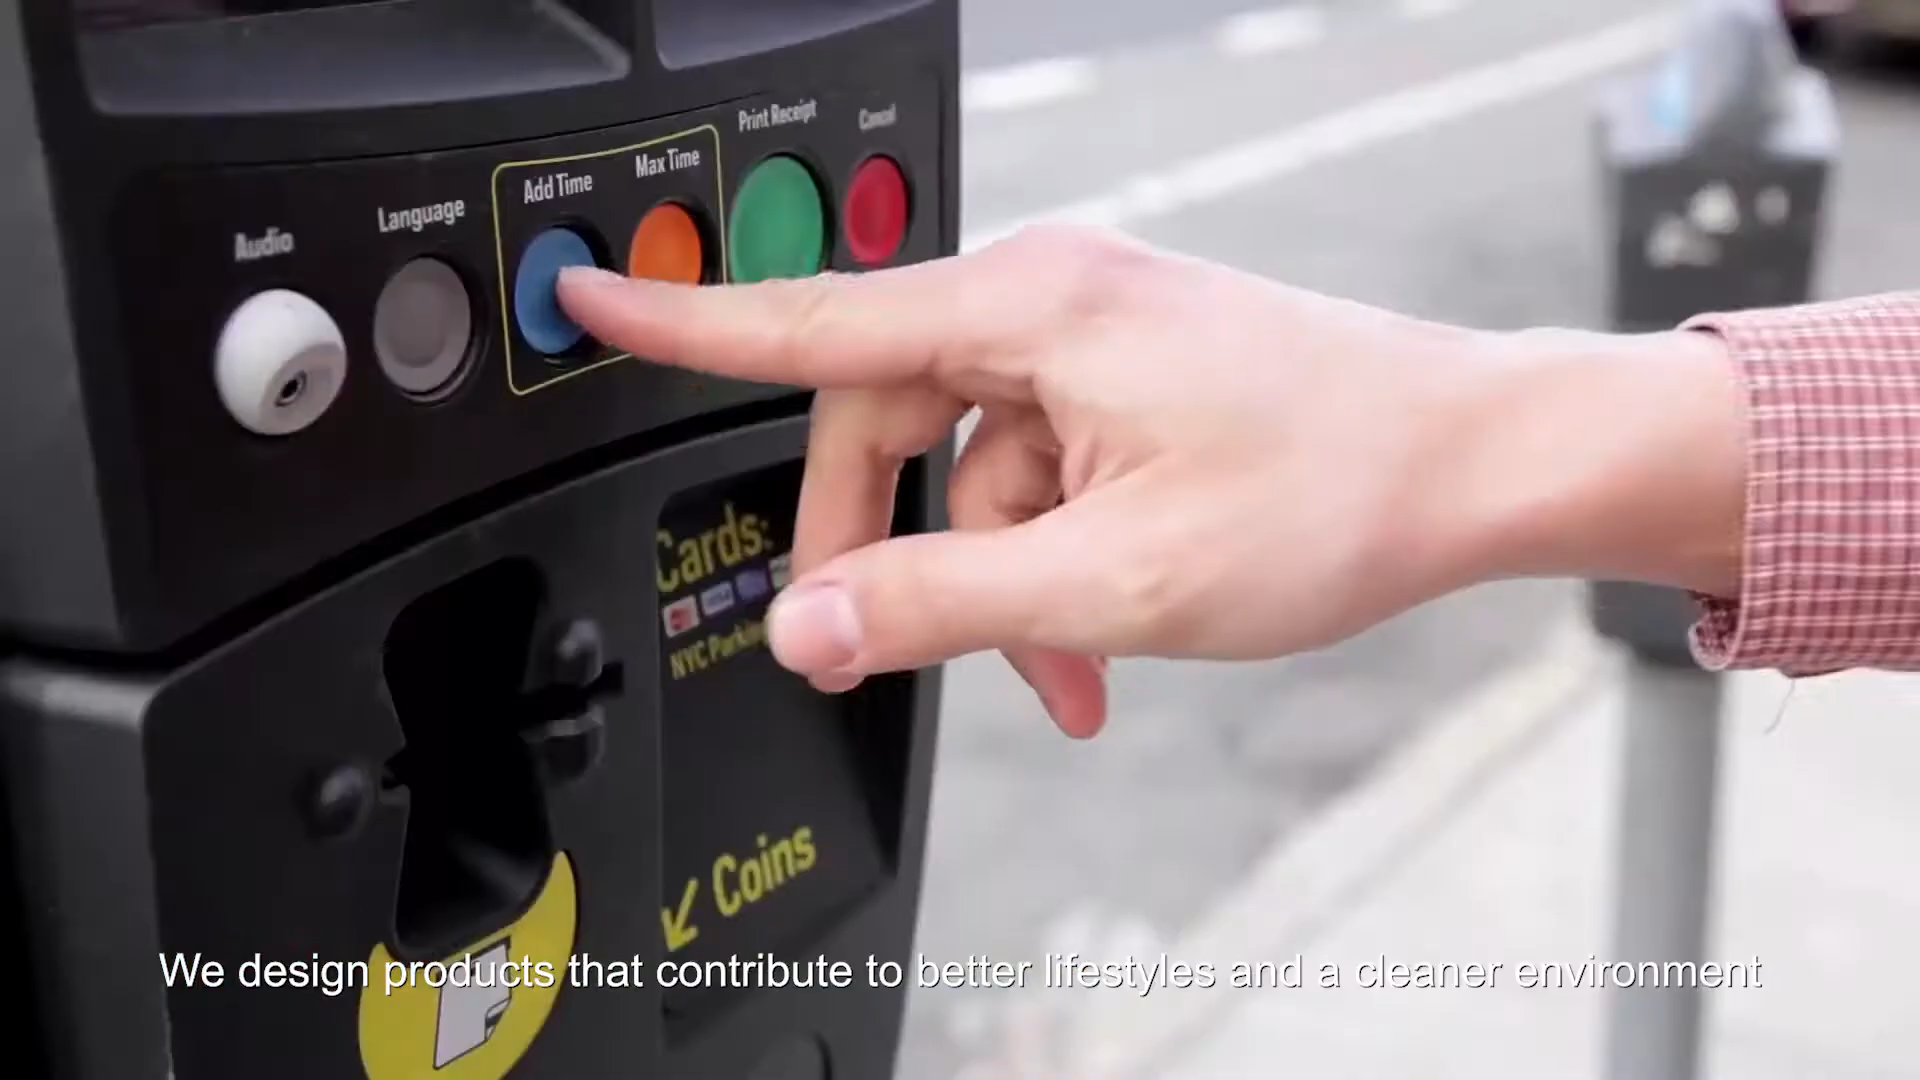 Print Receipt
Cancel
Max Time
Add Time
Language
Audio
Cards:
VISA
NYC Parking
Coins
We design products that contribute to better lifestyles and a cleaner environment